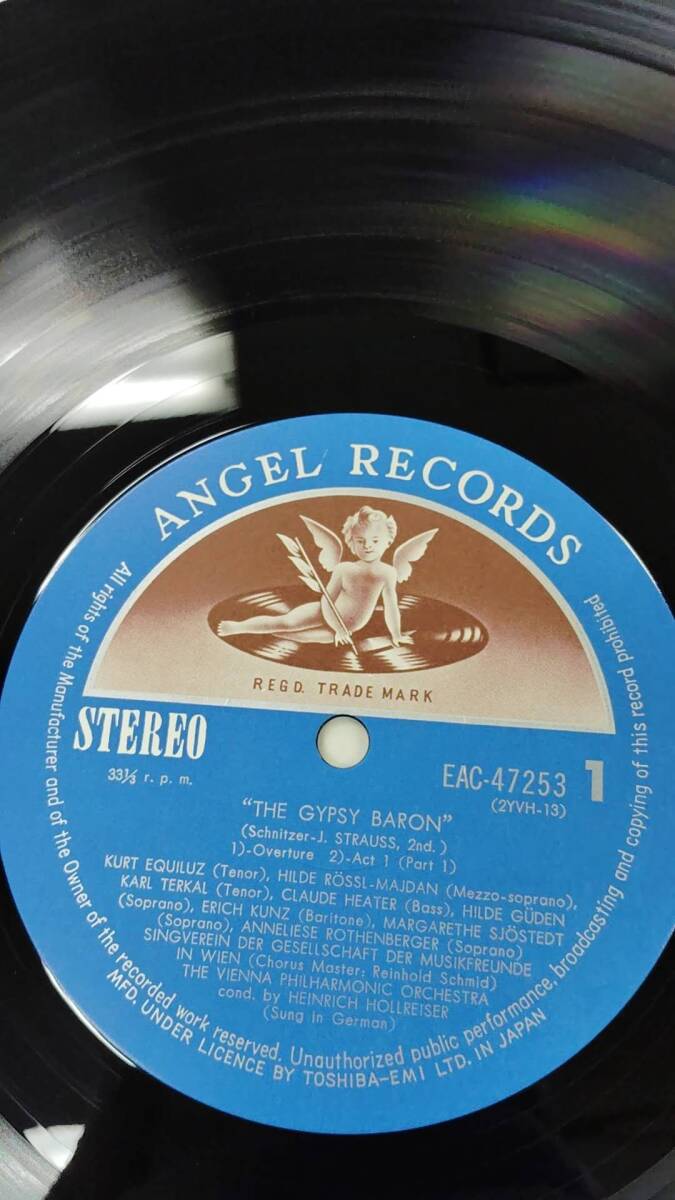 ANGEL RECORDS
REGD. TRADE MARK
STEREO
33⅓ r. p. m.
EAC-47253
1
(2YVH-13)
"THE GYPSY BARON"
(Schnitzer-J. STRAUSS, 2nd.)
1)-Overture 2)-Act 1 (Part 1)
KURT EQUILUZ (Tenor), HILDE RÖSSL-MAJDAN (Mezzo-soprano),
KARL TERKAL (Tenor), CLAUDE HEATER (Bass), HILDE GÜDEN
(Soprano), ERICH KUNZ (Baritone), MARGARETHE SJÖSTEDT
(Soprano), ANNELIESE ROTHENBERGER (Soprano)
SINGVEREIN DER GESELLSCHAFT DER MUSIKFREUNDE
IN WIEN (Chorus Master: Reinhold Schmid)
THE VIENNA PHILHARMONIC ORCHESTRA
cond. by HEINRICH HOLLREISER
(Sung in German)
All rights of the Manufacturer and of the Owner of the recorded work reserved. Unauthorized public performance, broadcasting and copying of this record prohibited
MFD. UNDER LICENCE BY TOSHIBA-EMI LTD. IN JAPAN